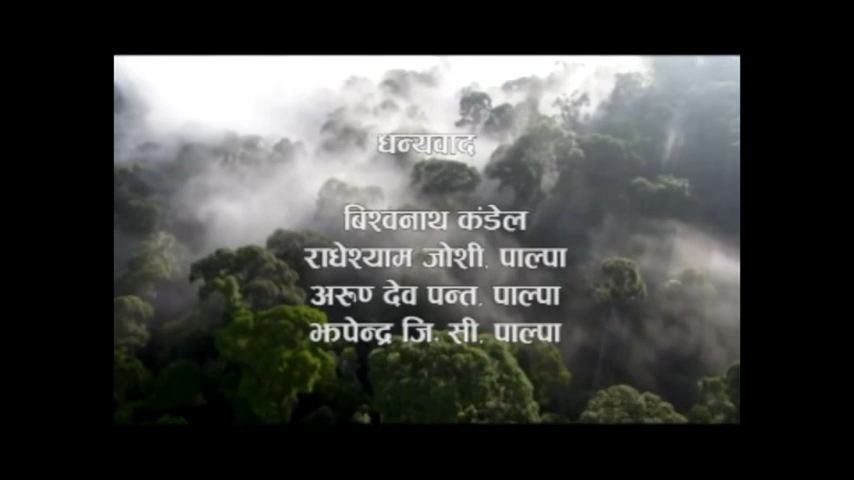 धन्यवाद
बिश्वनाथ कंडेल
राधेश्याम जोशी, पाल्पा
अरुण देव पन्त, पाल्पा
झपेन्द्र जि. सी. पाल्पा